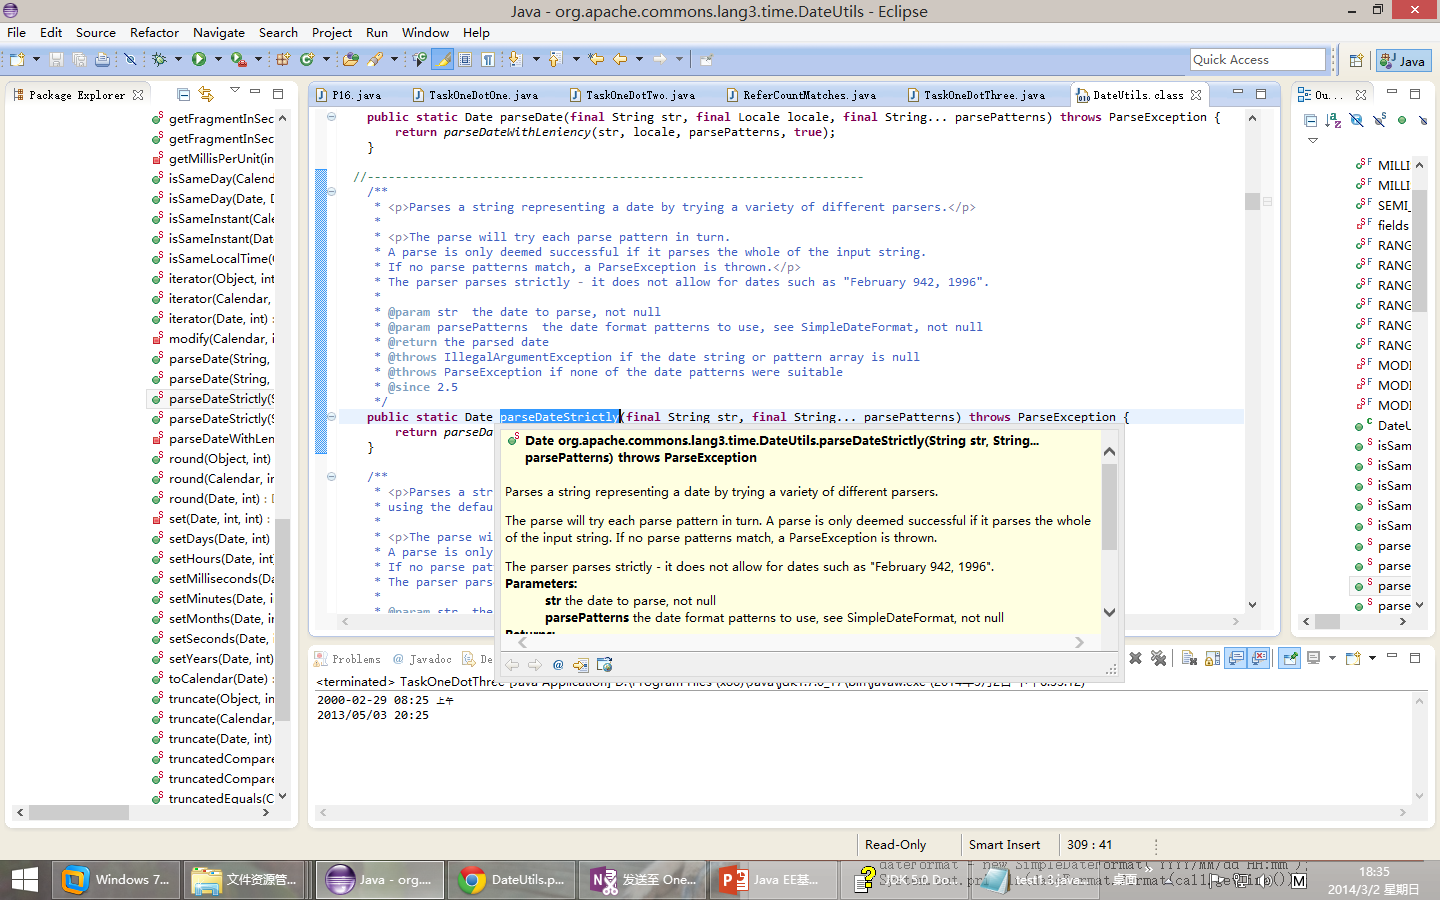 Java - org.apache.commons.lang3.time.DateUtils - Eclipse
File Edit Source Refactor Navigate Search Project Run Window Help
Quick Access
Java
Package Explorer
P16.java TaskOneDotOne.java TaskOneDotTwo.java ReferCountMatches.java TaskOneDotThree.java DateUtils.class
Ou...
getFragmentInSec
getFragmentInSec
getMillisPerUnit(in
isSameDay(Calend
isSameDay(Date, D
isSameInstant(Cale
isSameInstant(Dat
isSameLocalTime(C
iterator(Object, int
iterator(Calendar,
iterator(Date, int) :
modify(Calendar, i
parseDate(String,
parseDate(String,
parseDateStrictly(S
parseDateStrictly(S
parseDateWithLen
round(Object, int)
round(Calendar, in
round(Date, int) :
set(Date, int, int) :
setDays(Date, int)
setHours(Date, int)
setMilliseconds(Da
setMinutes(Date, i
setMonths(Date, in
setSeconds(Date,
setYears(Date, int)
toCalendar(Date) :
truncate(Object, in
truncate(Calendar,
truncate(Date, int)
truncatedCompare
truncatedCompare
truncatedEquals(C
public static Date parseDate(final String str, final Locale locale, final String... parsePatterns) throws ParseException {
return parseDateWithLeniency(str, locale, parsePatterns, true);
}
//-----------------------------------------------------------------------
/**
* <p>Parses a string representing a date by trying a variety of different parsers.</p>
*
* <p>The parse will try each parse pattern in turn.
* A parse is only deemed successful if it parses the whole of the input string.
* If no parse patterns match, a ParseException is thrown.</p>
* The parser parses strictly - it does not allow for dates such as "February 942, 1996".
*
* @param str  the date to parse, not null
* @param parsePatterns  the date format patterns to use, see SimpleDateFormat, not null
* @return the parsed date
* @throws IllegalArgumentException if the date string or pattern array is null
* @throws ParseException if none of the date patterns were suitable
* @since 2.5
*/
public static Date parseDateStrictly(final String str, final String... parsePatterns) throws ParseException {
return parseDa
}
/**
* <p>Parses a str
* using the defau
*
* <p>The parse wi
* A parse is only
* If no parse pat
* The parser pars
*
* @param str  the
Date org.apache.commons.lang3.time.DateUtils.parseDateStrictly(String str, String...
parsePatterns) throws ParseException
Parses a string representing a date by trying a variety of different parsers.
The parse will try each parse pattern in turn. A parse is only deemed successful if it parses the whole
of the input string. If no parse patterns match, a ParseException is thrown.
The parser parses strictly - it does not allow for dates such as "February 942, 1996".
Parameters:
str the date to parse, not null
parsePatterns the date format patterns to use, see SimpleDateFormat, not null
Returns:
MILLI
MILLI
SEMI_
fields
RANG
RANG
RANG
RANG
RANG
RANG
MODI
MODI
MODI
DateU
isSam
isSam
isSam
isSam
isSam
parse
parse
parse
parse
Problems @ Javadoc De
<terminated> TaskOneDotThree [Java Application] D:\Program Files (x86)\Java\jdk1.7.0_17\bin\javaw.exe
2000-02-29 08:25 上午
2013/05/03 20:25
Read-Only Smart Insert 309 : 41
Windows 7... 文件资源管... Java - org.... DateUtils.p... 发送至 One... Java EE基... JDK 5.0 Do... test1.3.java... 桌面
18:35
2014/3/2 星期日